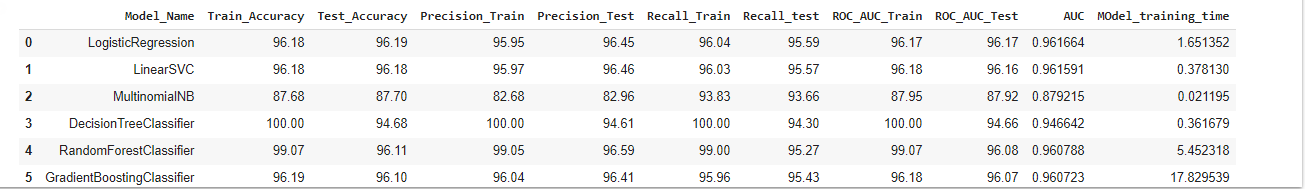 Model_Name Train_Accuracy Test_Accuracy Precision_Train Precision_Test Recall_Train Recall_test ROC_AUC_Train ROC_AUC_Test AUC MOdel_training_time
0 LogisticRegression 96.18 96.19 95.95 96.45 96.04 95.59 96.17 96.17 0.961664 1.651352
1 LinearSVC 96.18 96.18 95.97 96.46 96.03 95.57 96.18 96.16 0.961591 0.378130
2 MultinomialNB 87.68 87.70 82.68 82.96 93.83 93.66 87.95 87.92 0.879215 0.021195
3 DecisionTreeClassifier 100.00 94.68 100.00 94.61 100.00 94.30 100.00 94.66 0.946642 0.361679
4 RandomForestClassifier 99.07 96.11 99.05 96.59 99.00 95.27 99.07 96.08 0.960788 5.452318
5 GradientBoostingClassifier 96.19 96.10 96.04 96.41 95.96 95.43 96.18 96.07 0.960723 17.829539